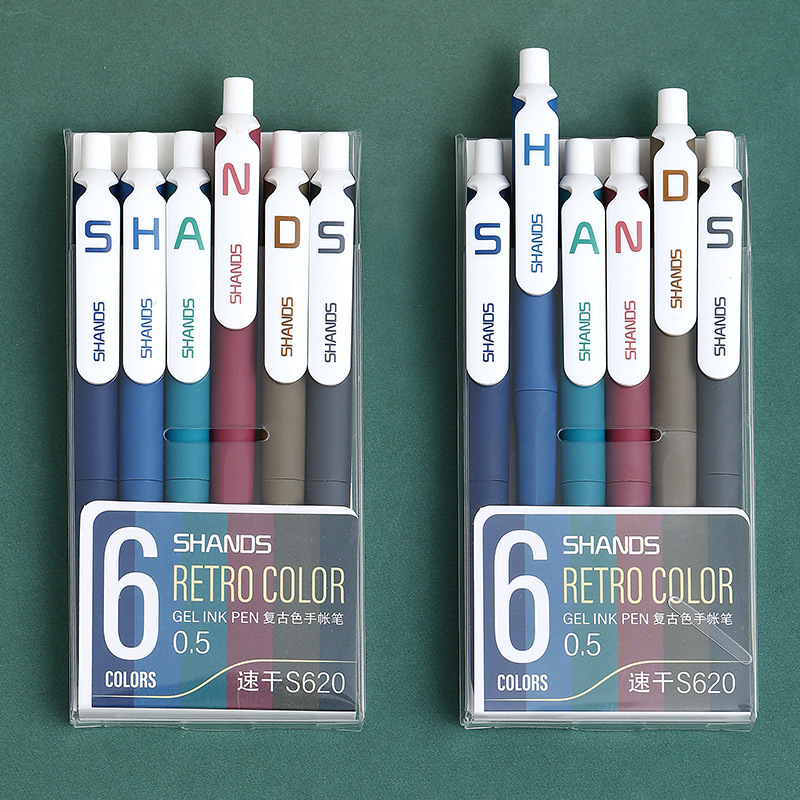 S H A N D S
SHANDS
SHANDS
SHANDS
SHANDS
SHANDS
SHANDS
6 COLORS
SHANDS
RETRO COLOR
GEL INK PEN 复古色手帐笔
0.5
速干S620
S H A N D S
SHANDS
SHANDS
SHANDS
SHANDS
SHANDS
SHANDS
6 COLORS
SHANDS
RETRO COLOR
GEL INK PEN 复古色手帐笔
0.5
速干S620